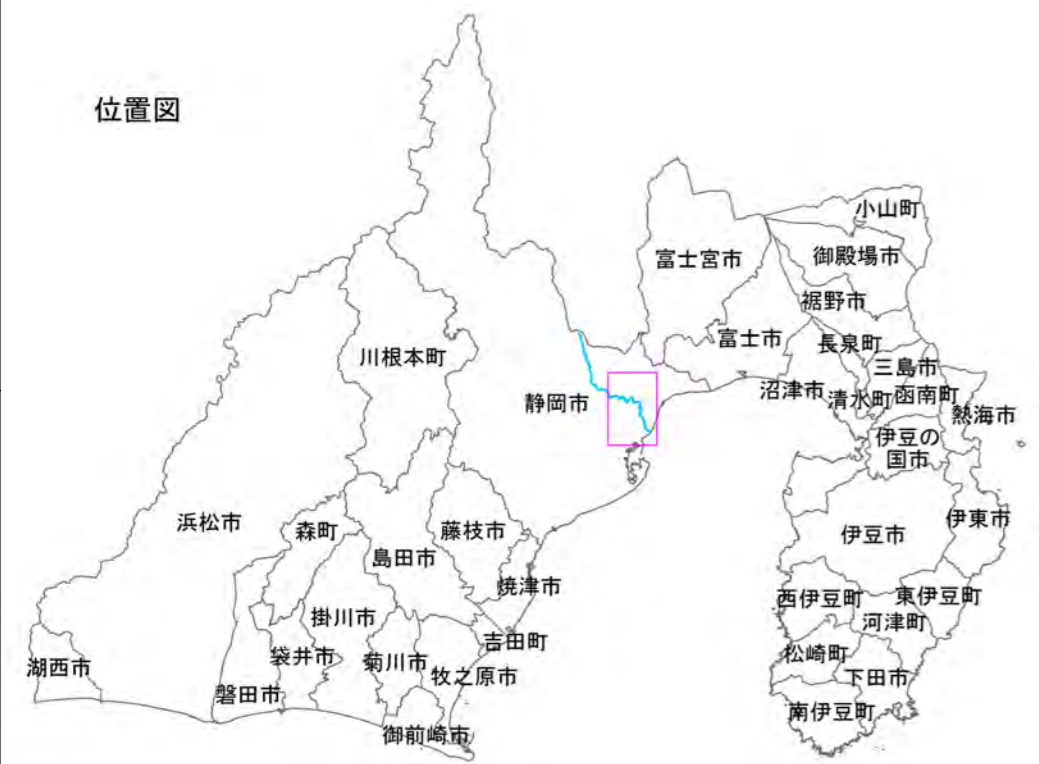 位置図
小山町
御殿場市
富士宮市
裾野市
富士市
長泉町
川根本町
三島市
沼津市
清水町
函南町
静岡市
熱海市
伊豆の
国市
浜松市
森町
藤枝市
伊東市
伊豆市
島田市
焼津市
西伊豆町
東伊豆町
掛川市
河津町
吉田町
袋井市
菊川市
松崎町
湖西市
牧之原市
下田市
磐田市
南伊豆町
御前崎市